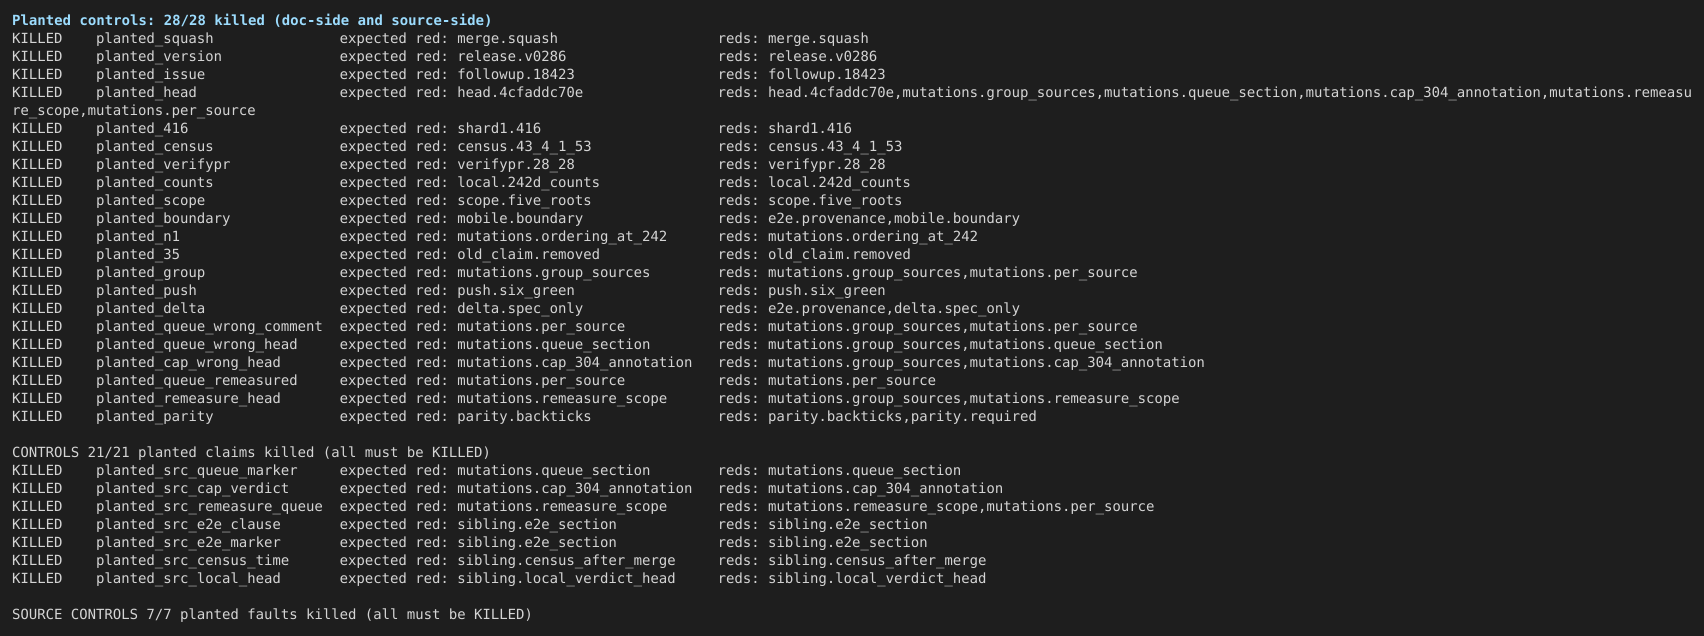 Planted controls: 28/28 killed (doc-side and source-side)
KILLED    planted_squash               expected red: merge.squash                   reds: merge.squash
KILLED    planted_version              expected red: release.v0286                  reds: release.v0286
KILLED    planted_issue                expected red: followup.18423                 reds: followup.18423
KILLED    planted_head                 expected red: head.4cfaddc70e                reds: head.4cfaddc70e,mutations.group_sources,mutations.queue_section,mutations.cap_304_annotation,mutations.remeasu
re_scope,mutations.per_source
KILLED    planted_416                  expected red: shard1.416                     reds: shard1.416
KILLED    planted_census               expected red: census.43_4_1_53               reds: census.43_4_1_53
KILLED    planted_verifypr             expected red: verifypr.28_28                 reds: verifypr.28_28
KILLED    planted_counts               expected red: local.242d_counts              reds: local.242d_counts
KILLED    planted_scope                expected red: scope.five_roots               reds: scope.five_roots
KILLED    planted_boundary             expected red: mobile.boundary                reds: e2e.provenance,mobile.boundary
KILLED    planted_n1                   expected red: mutations.ordering_at_242      reds: mutations.ordering_at_242
KILLED    planted_35                   expected red: old_claim.removed              reds: old_claim.removed
KILLED    planted_group                expected red: mutations.group_sources        reds: mutations.group_sources,mutations.per_source
KILLED    planted_push                 expected red: push.six_green                 reds: push.six_green
KILLED    planted_delta                expected red: delta.spec_only                reds: e2e.provenance,delta.spec_only
KILLED    planted_queue_wrong_comment  expected red: mutations.per_source           reds: mutations.group_sources,mutations.per_source
KILLED    planted_queue_wrong_head     expected red: mutations.queue_section        reds: mutations.group_sources,mutations.queue_section
KILLED    planted_cap_wrong_head       expected red: mutations.cap_304_annotation   reds: mutations.group_sources,mutations.cap_304_annotation
KILLED    planted_queue_remeasured     expected red: mutations.per_source           reds: mutations.per_source
KILLED    planted_remeasure_head       expected red: mutations.remeasure_scope      reds: mutations.group_sources,mutations.remeasure_scope
KILLED    planted_parity               expected red: parity.backticks               reds: parity.backticks,parity.required

CONTROLS 21/21 planted claims killed (all must be KILLED)
KILLED    planted_src_queue_marker     expected red: mutations.queue_section        reds: mutations.queue_section
KILLED    planted_src_cap_verdict      expected red: mutations.cap_304_annotation   reds: mutations.cap_304_annotation
KILLED    planted_src_remeasure_queue  expected red: mutations.remeasure_scope      reds: mutations.remeasure_scope,mutations.per_source
KILLED    planted_src_e2e_clause       expected red: sibling.e2e_section            reds: sibling.e2e_section
KILLED    planted_src_e2e_marker       expected red: sibling.e2e_section            reds: sibling.e2e_section
KILLED    planted_src_census_time      expected red: sibling.census_after_merge     reds: sibling.census_after_merge
KILLED    planted_src_local_head       expected red: sibling.local_verdict_head     reds: sibling.local_verdict_head

SOURCE CONTROLS 7/7 planted faults killed (all must be KILLED)